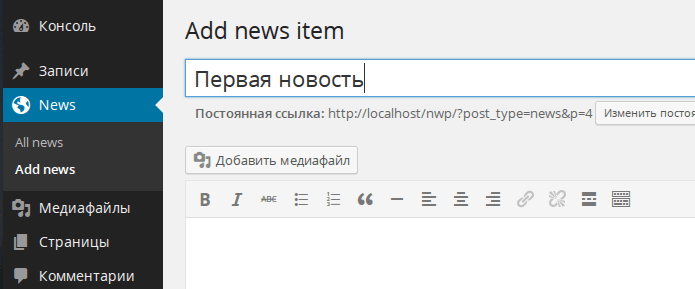 Консоль
Записи
News
All news
Add news
Медиафайлы
Страницы
Комментарии
Add news item
Первая новость
Постоянная ссылка: http://localhost/nwp/?post_type=news&p=4 Изменить постоя
Добавить медиафайл
B I ABC